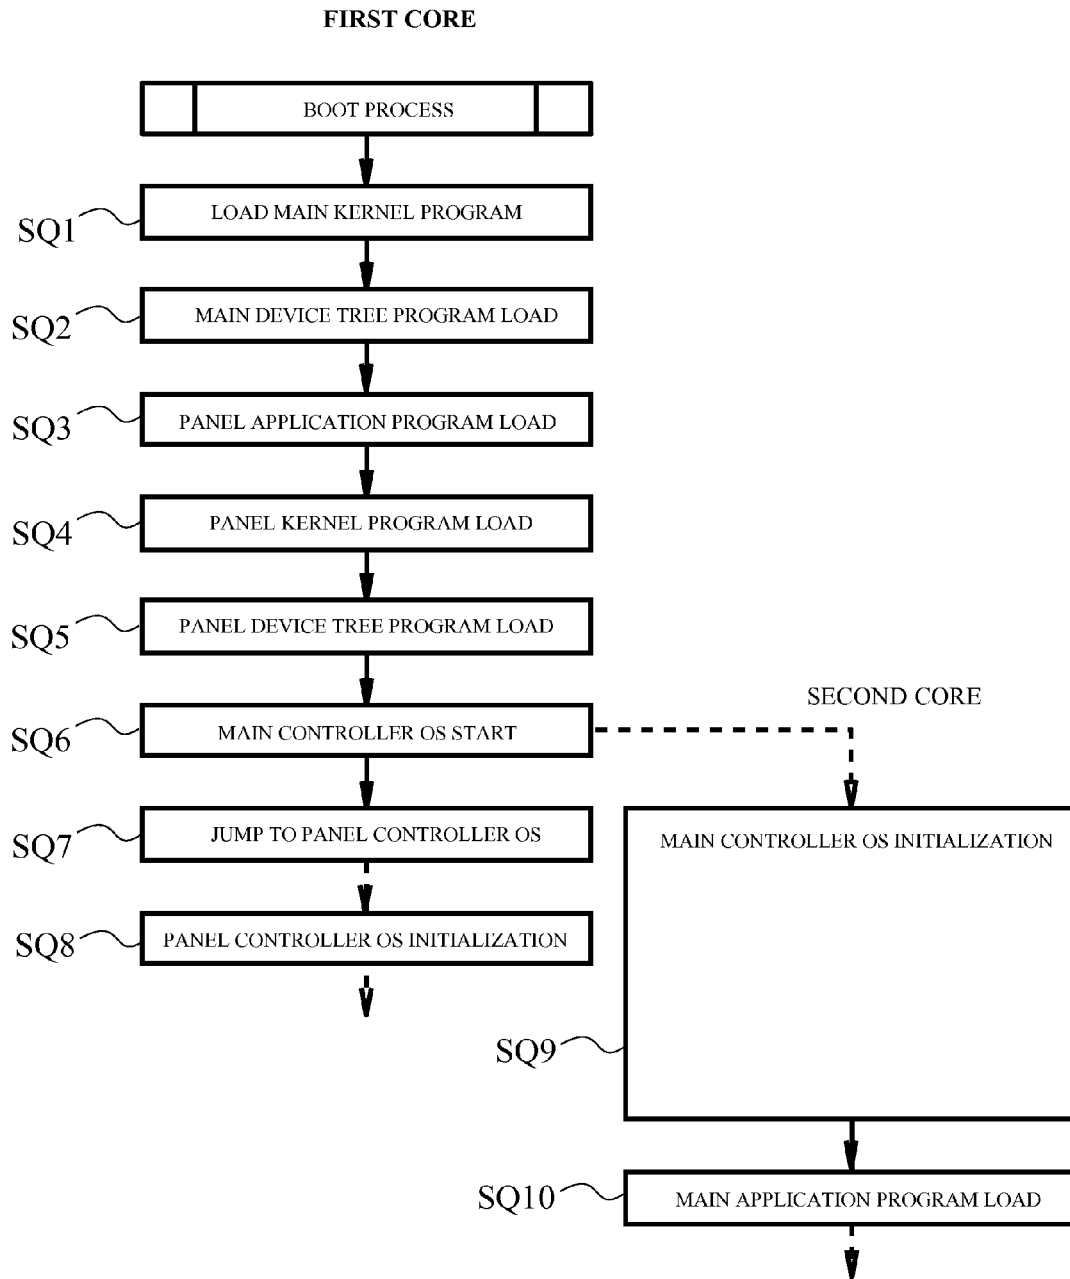 FIRST CORE
BOOT PROCESS
SQ1
LOAD MAIN KERNEL PROGRAM
SQ2
MAIN DEVICE TREE PROGRAM LOAD
SQ3
PANEL APPLICATION PROGRAM LOAD
SQ4
PANEL KERNEL PROGRAM LOAD
SQ5
PANEL DEVICE TREE PROGRAM LOAD
SECOND CORE
SQ6
MAIN CONTROLLER OS START
SQ7
JUMP TO PANEL CONTROLLER OS
MAIN CONTROLLER OS INITIALIZATION
SQ8
PANEL CONTROLLER OS INITIALIZATION
SQ9
SQ10
MAIN APPLICATION PROGRAM LOAD